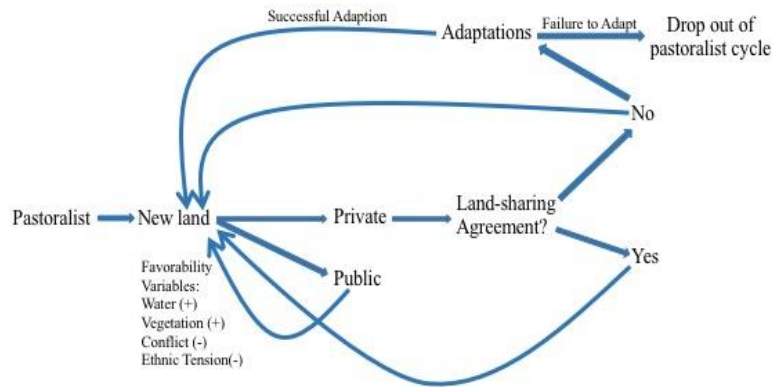 Successful Adaption
Adaptations
Failure to Adapt
Drop out of
pastoralist cycle
No
Pastoralist
New land
Private
Land-sharing
Agreement?
Yes
Public
Favorability
Variables:
Water (+)
Vegetation (+)
Conflict (-)
Ethnic Tension(-)